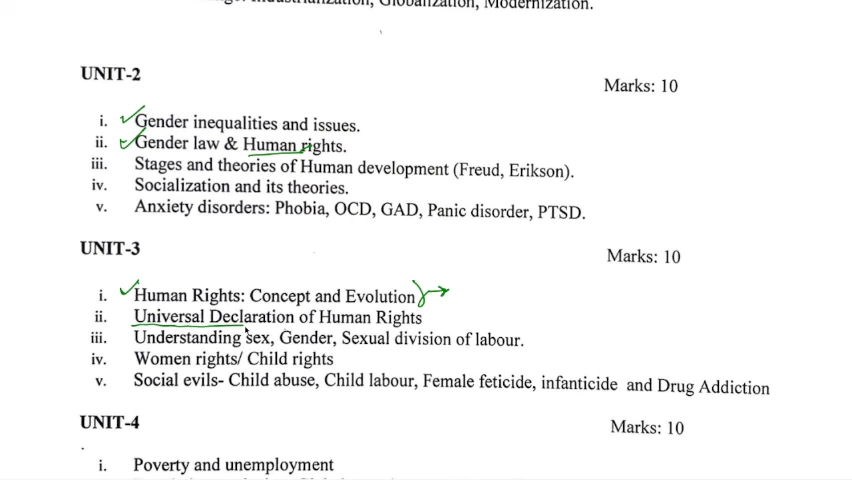 Industrialization, Globalization, Modernization.
UNIT-2
Marks: 10
i. Gender inequalities and issues.
ii. Gender law & Human rights.
iii. Stages and theories of Human development (Freud, Erikson).
iv. Socialization and its theories.
v. Anxiety disorders: Phobia, OCD, GAD, Panic disorder, PTSD.
UNIT-3
Marks: 10
i. Human Rights: Concept and Evolution
ii. Universal Declaration of Human Rights
iii. Understanding sex, Gender, Sexual division of labour.
iv. Women rights/ Child rights
v. Social evils- Child abuse, Child labour, Female feticide, infanticide and Drug Addiction
UNIT-4
Marks: 10
i. Poverty and unemployment